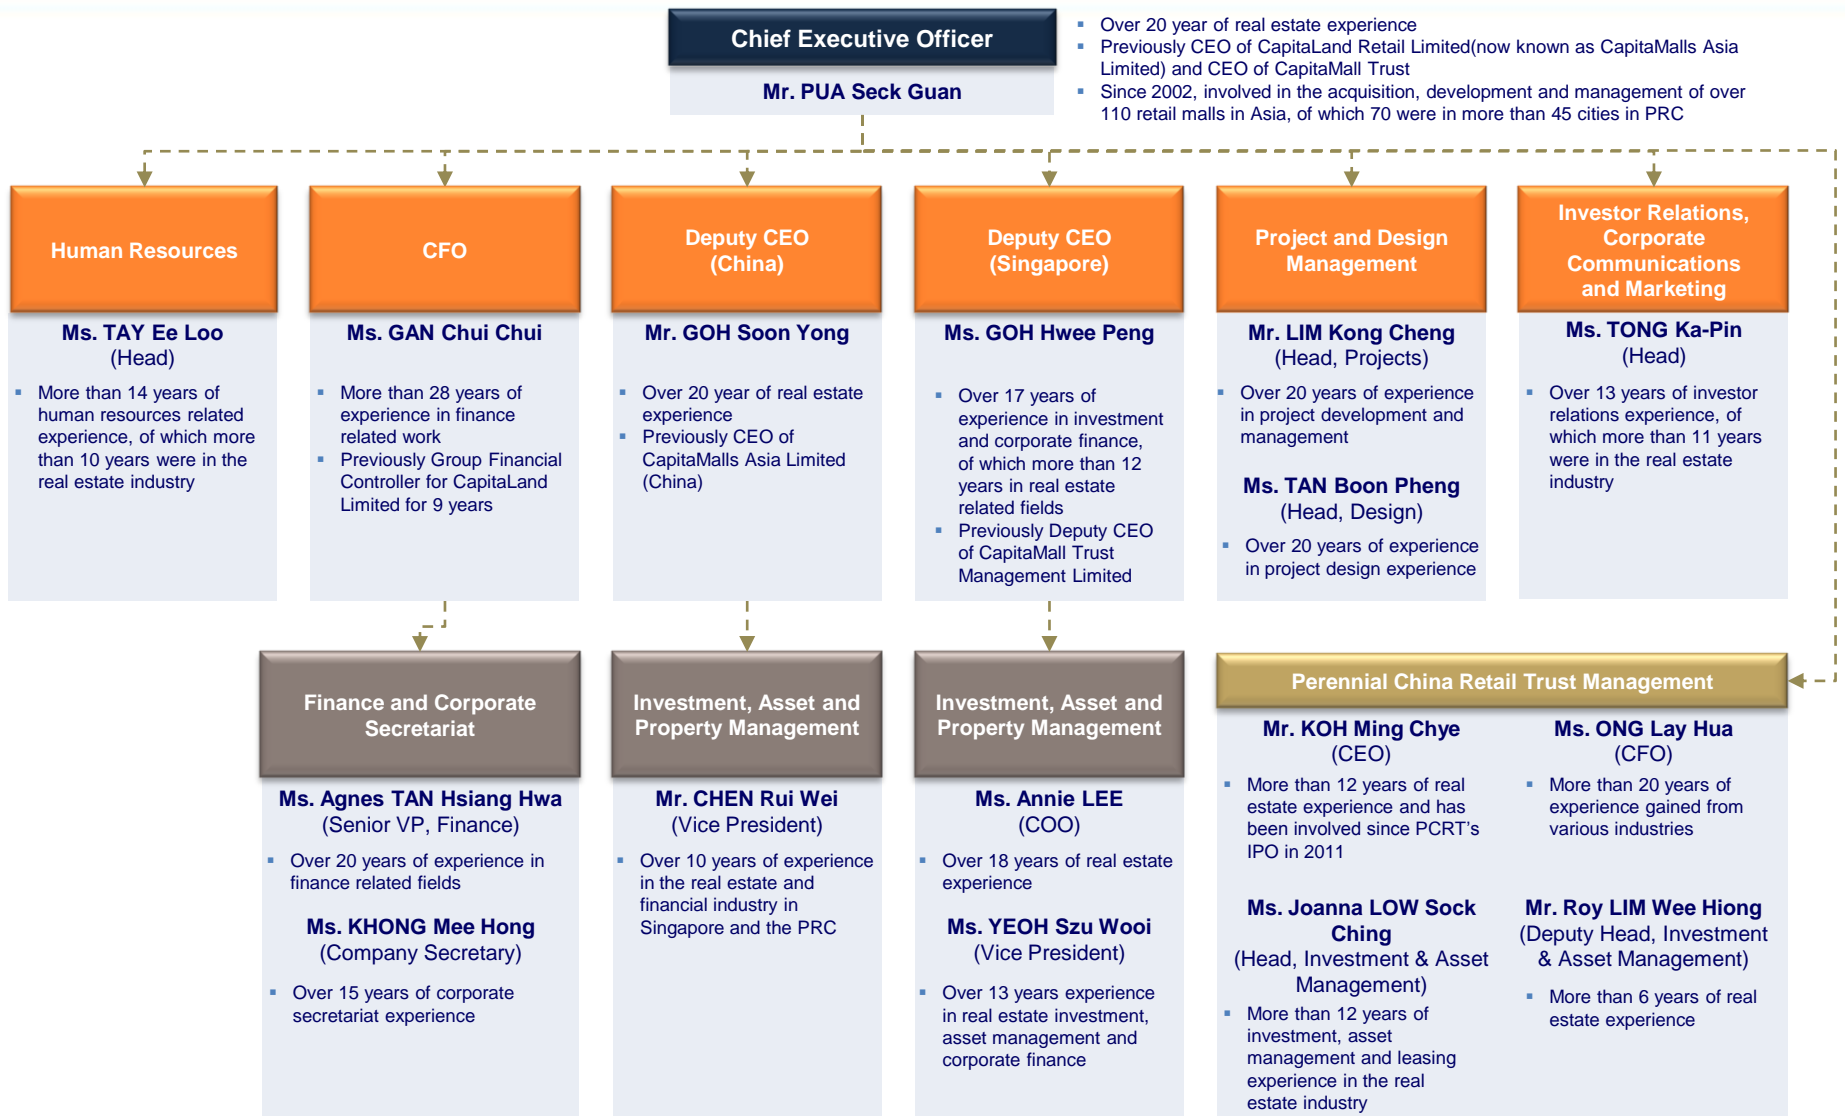 Chief Executive Officer
Mr. PUA Seck Guan
▪ Over 20 year of real estate experience
▪ Previously CEO of CapitaLand Retail Limited(now known as CapitaMalls Asia
Limited) and CEO of CapitaMall Trust
▪ Since 2002, involved in the acquisition, development and management of over
110 retail malls in Asia, of which 70 were in more than 45 cities in PRC
Human Resources
Ms. TAY Ee Loo
(Head)
▪ More than 14 years of
human resources related
experience, of which more
than 10 years were in the
real estate industry
CFO
Ms. GAN Chui Chui
▪ More than 28 years of
experience in finance
related work
▪ Previously Group Financial
Controller for CapitaLand
Limited for 9 years
Deputy CEO
(China)
Mr. GOH Soon Yong
▪ Over 20 year of real estate
experience
▪ Previously CEO of
CapitaMalls Asia Limited
(China)
Deputy CEO
(Singapore)
Ms. GOH Hwee Peng
▪ Over 17 years of
experience in investment
and corporate finance,
of which more than 12
years in real estate
related fields
▪ Previously Deputy CEO
of CapitaMall Trust
Management Limited
Project and Design
Management
Mr. LIM Kong Cheng
(Head, Projects)
▪ Over 20 years of experience
in project development and
management
Ms. TAN Boon Pheng
(Head, Design)
▪ Over 20 years of experience
in project design experience
Investor Relations,
Corporate
Communications
and Marketing
Ms. TONG Ka-Pin
(Head)
▪ Over 13 years of investor
relations experience, of
which more than 11 years
were in the real estate
industry
Finance and Corporate
Secretariat
Ms. Agnes TAN Hsiang Hwa
(Senior VP, Finance)
▪ Over 20 years of experience in
finance related fields
Ms. KHONG Mee Hong
(Company Secretary)
▪ Over 15 years of corporate
secretariat experience
Investment, Asset and
Property Management
Mr. CHEN Rui Wei
(Vice President)
▪ Over 10 years of experience
in the real estate and
financial industry in
Singapore and the PRC
Investment, Asset and
Property Management
Ms. Annie LEE
(COO)
▪ Over 18 years of real estate
experience
Ms. YEOH Szu Wooi
(Vice President)
▪ Over 13 years experience
in real estate investment,
asset management and
corporate finance
Perennial China Retail Trust Management
Mr. KOH Ming Chye
(CEO)
▪ More than 12 years of real
estate experience and has
been involved since PCRT’s
IPO in 2011
Ms. ONG Lay Hua
(CFO)
▪ More than 20 years of
experience gained from
various industries
Ms. Joanna LOW Sock
Ching
(Head, Investment & Asset
Management)
▪ More than 12 years of
investment, asset
management and leasing
experience in the real
estate industry
Mr. Roy LIM Wee Hiong
(Deputy Head, Investment
& Asset Management)
▪ More than 6 years of real
estate experience